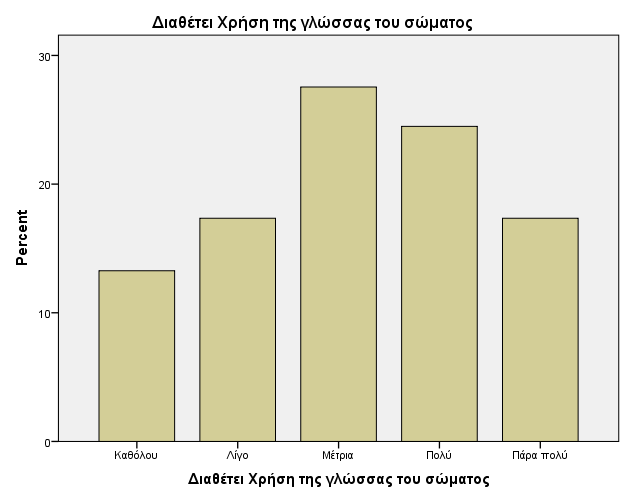 Διαθέτει Χρήση της γλώσσας του σώματος
30
20
10
0
Percent
Καθόλου Λίγο Μέτρια Πολύ Πάρα πολύ
Διαθέτει Χρήση της γλώσσας του σώματος